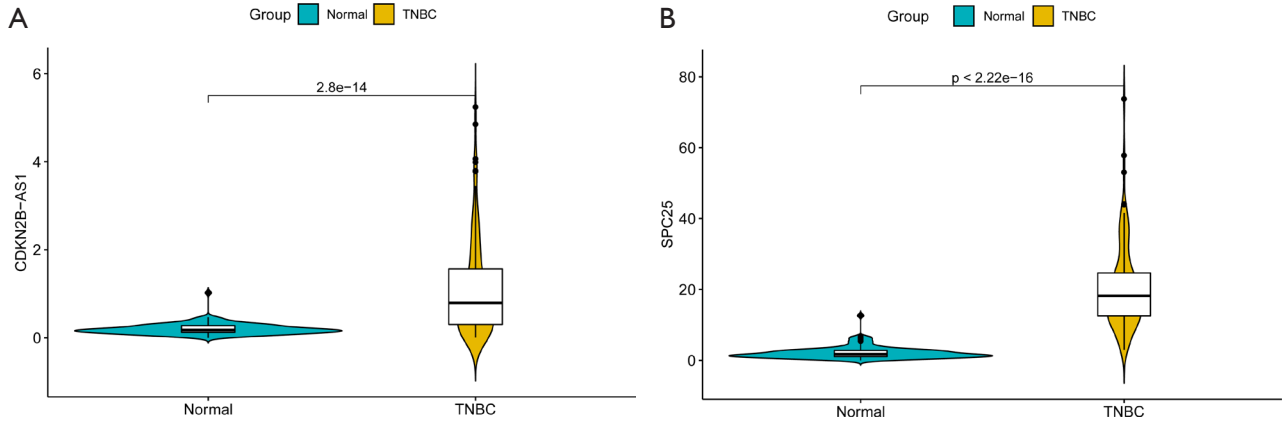 A
Group Normal TNBC
CDKN2B−AS1
6
4
2
0
2.8e−14
Normal TNBC
B
Group Normal TNBC
SPC25
80
60
40
20
0
p < 2.22e−16
Normal TNBC